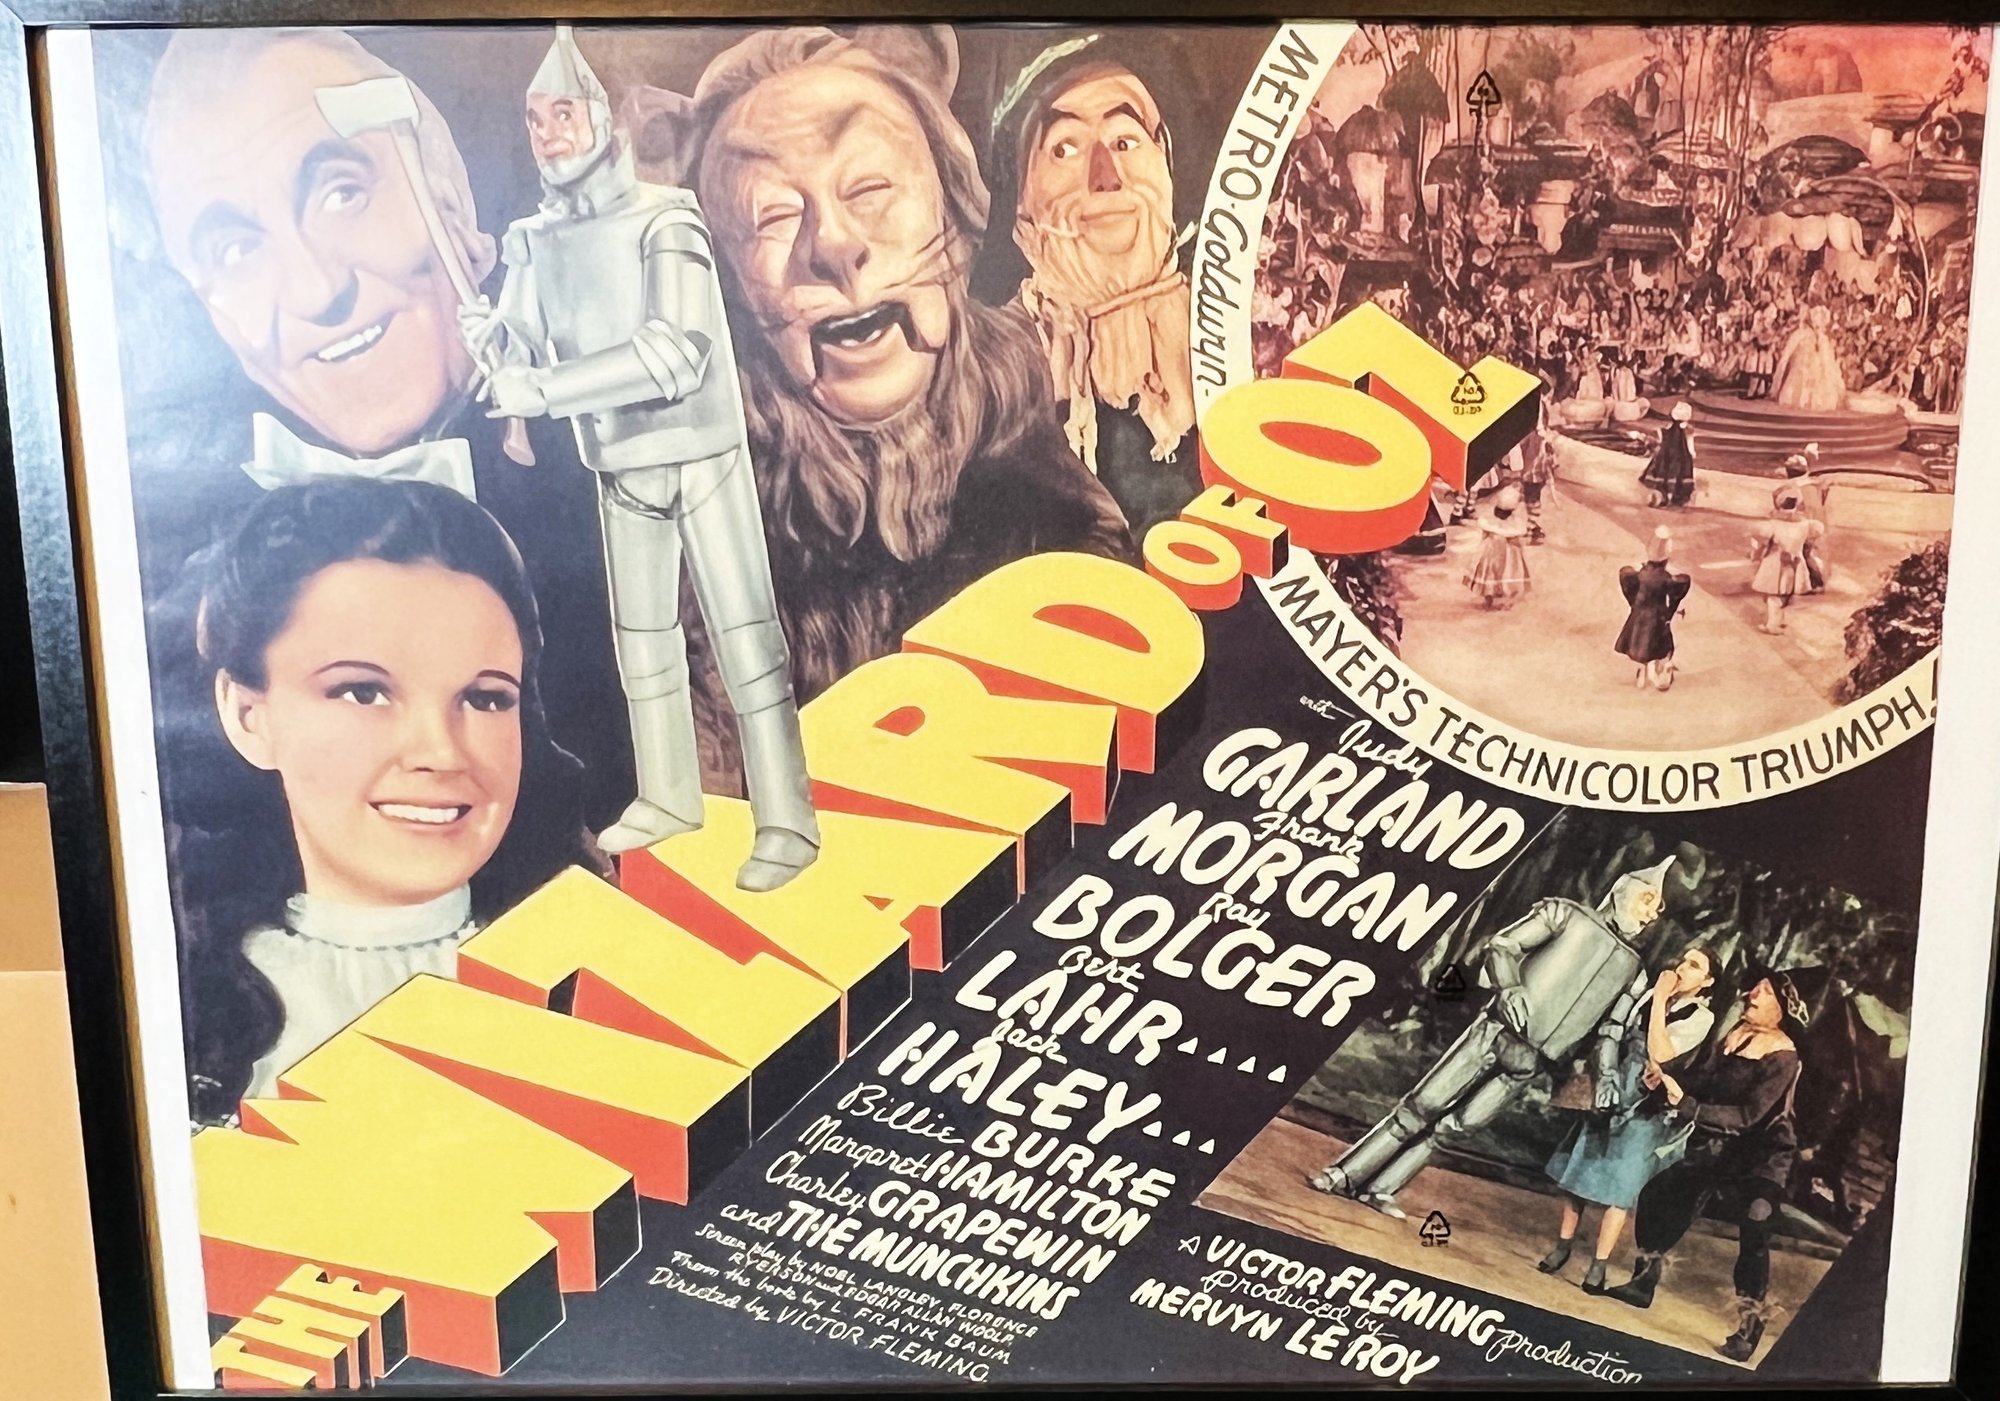 METRO-Goldwyn-
MAYER'S TECHNICOLOR TRIUMPH!
THE WIZARD OF OZ
with Judy
GARLAND
Frank
MORGAN
Ray
BOLGER
Bert
LAHR....
Jack
HALEY...
Billie BURKE
Margaret HAMILTON
Charley GRAPEWIN
and THE MUNCHKINS
Screen play by NOEL LANGLEY, FLORENCE
RYERSON and EDGAR ALLAN WOOLF
From the book by L. FRANK BAUM
Directed by VICTOR FLEMING
A VICTOR FLEMING production
Produced by
MERVYN LEROY